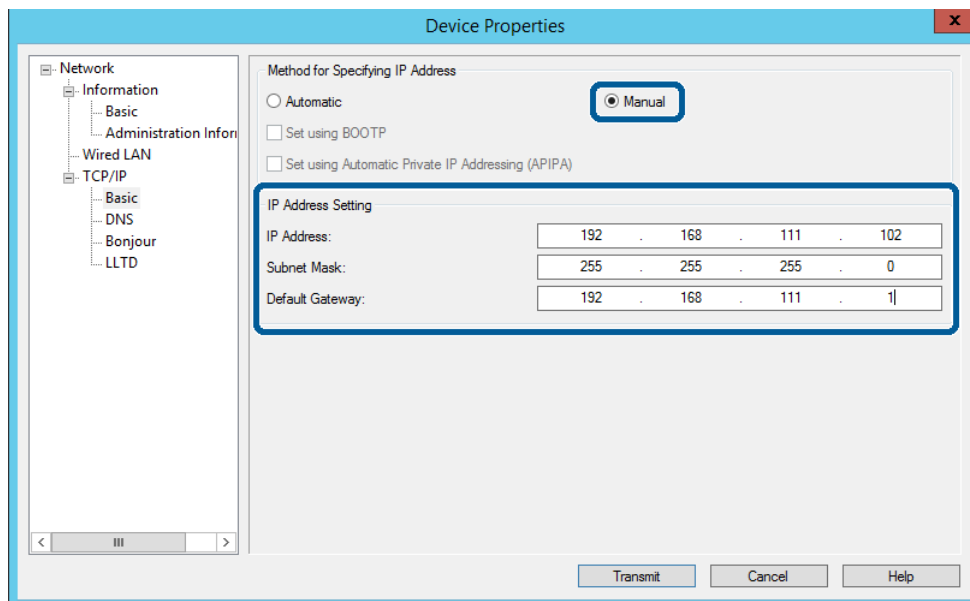 Device Properties
x
Network
Information
Basic
Administration Infor
Wired LAN
TCP/IP
Basic
DNS
Bonjour
LLTD
Method for Specifying IP Address
Automatic
Manual
Set using BOOTP
Set using Automatic Private IP Addressing (APIPA)
IP Address Setting
IP Address: 192 . 168 . 111 . 102
Subnet Mask: 255 . 255 . 255 . 0
Default Gateway: 192 . 168 . 111 . 1
Transmit Cancel Help